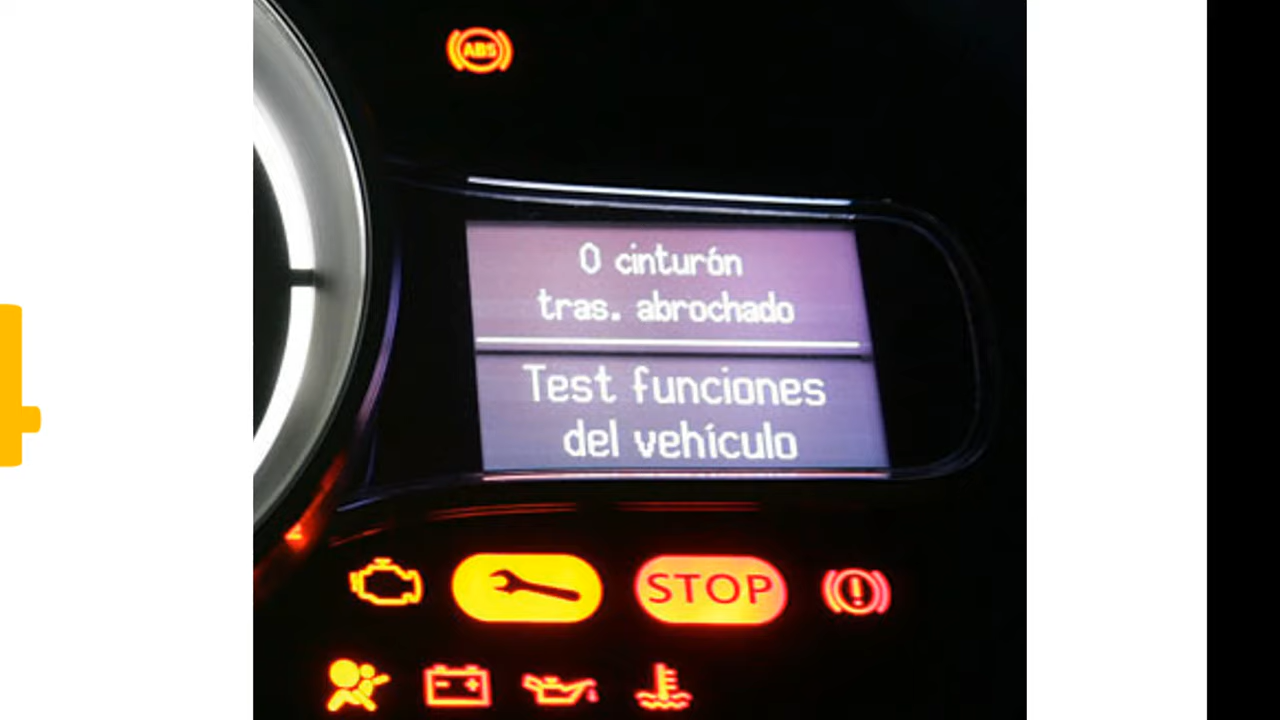 ABS
0 cinturón
tras. abrochado
Test funciones
del vehículo
STOP